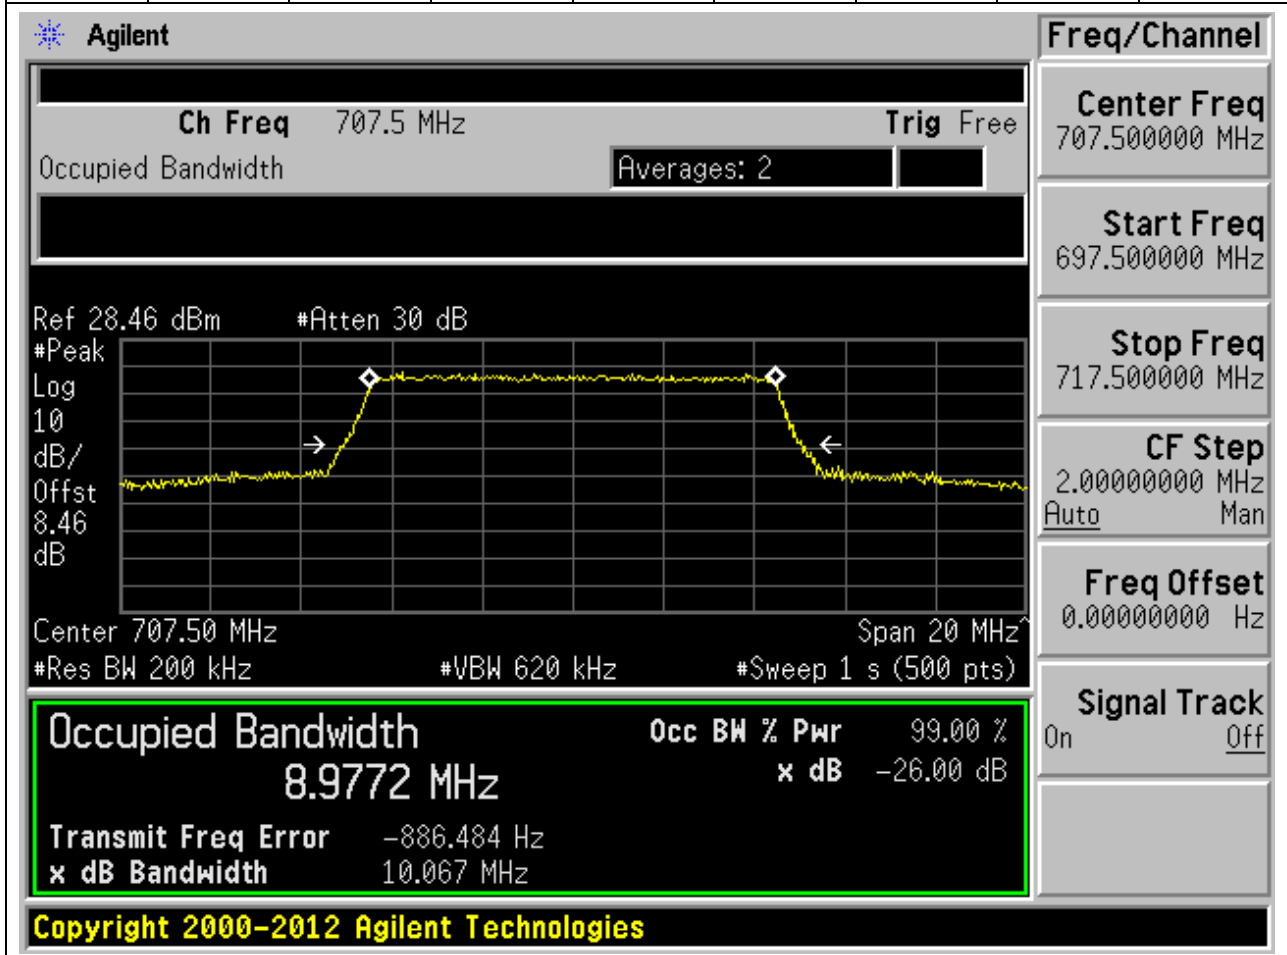 Agilent
Freq/Channel
Ch Freq 707.5 MHz Trig Free
Occupied Bandwidth Averages: 2
Center Freq
707.500000 MHz
Start Freq
697.500000 MHz
Stop Freq
717.500000 MHz
CF Step
2.00000000 MHz
Auto Man
Freq Offset
0.00000000 Hz
Signal Track
On Off
Ref 28.46 dBm #Atten 30 dB
#Peak
Log
10
dB/
Offst
8.46
dB
Center 707.50 MHz Span 20 MHz^
#Res BW 200 kHz #VBW 620 kHz #Sweep 1 s (500 pts)
Occupied Bandwidth Occ BW % Pwr 99.00 %
8.9772 MHz x dB -26.00 dB
Transmit Freq Error -886.484 Hz
x dB Bandwidth 10.067 MHz
Copyright 2000-2012 Agilent Technologies